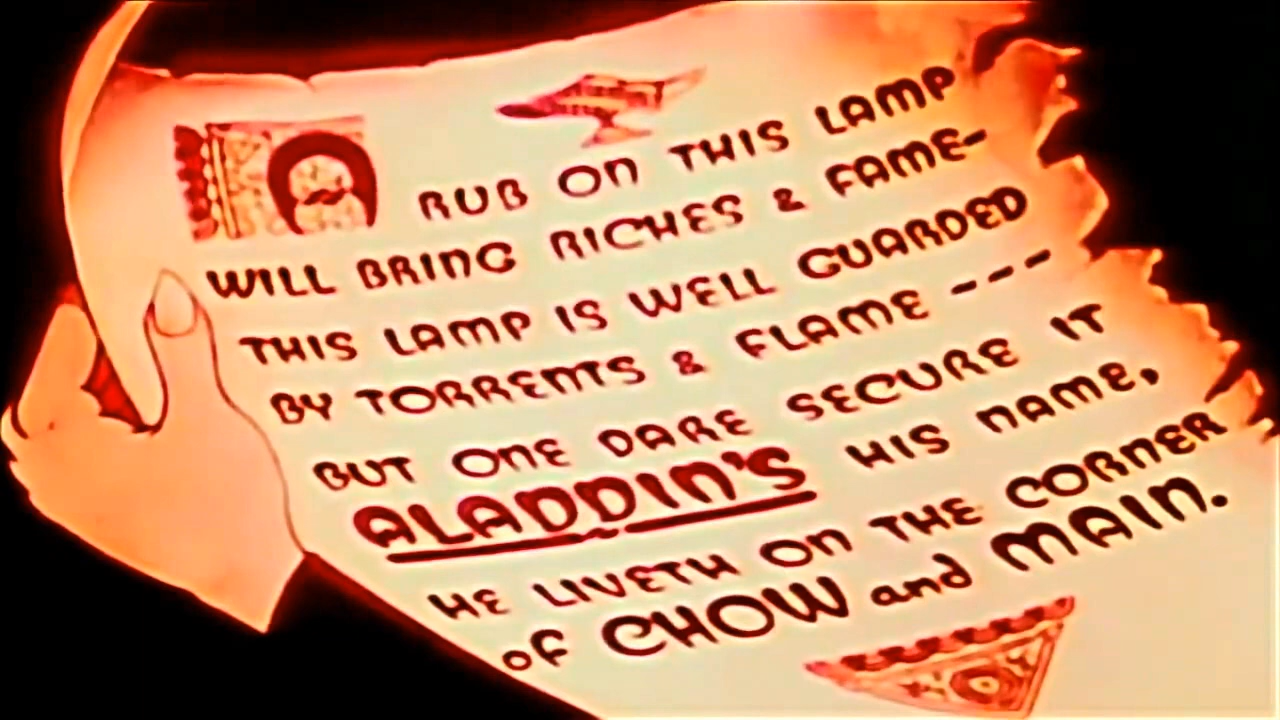 RUB ON THIS LAMP
WILL BRING RICHES & FAME-
THIS LAMP IS WELL GUARDED
BY TORRENTS & FLAME ---
BUT ONE DARE SECURE IT
ALADDIN'S HIS NAME,
HE LIVETH ON THE CORNER
OF CHOW and MAIN.